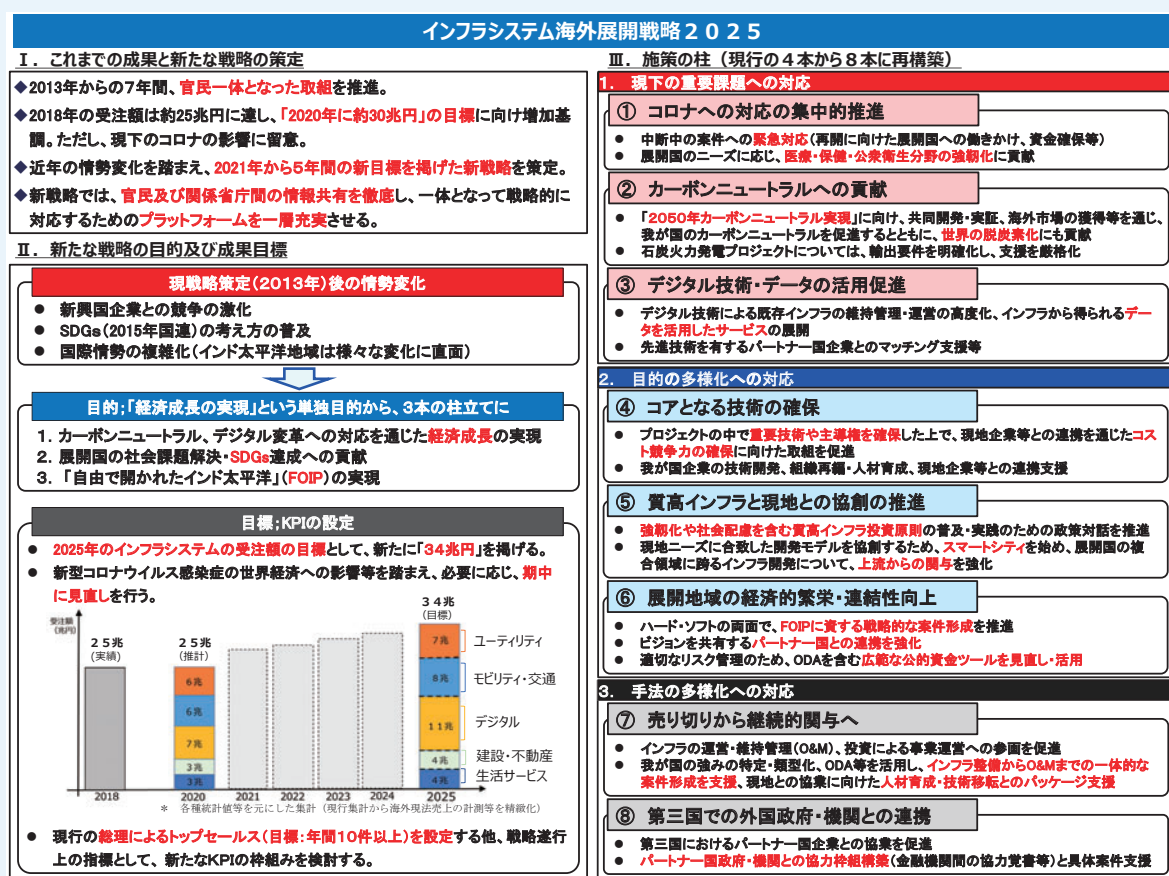 インフラシステム海外展開戦略２０２５
Ⅰ．これまでの成果と新たな戦略の策定
◆2013年からの7年間、官民一体となった取組を推進。
◆2018年の受注額は約25兆円に達し、「2020年に約30兆円」の目標に向け増加基
調。ただし、現下のコロナの影響に留意。
◆近年の情勢変化を踏まえ、2021年から5年間の新目標を掲げた新戦略を策定。
◆新戦略では、官民及び関係省庁間の情報共有を徹底し、一体となって戦略的に
対応するためのプラットフォームを一層充実させる。
Ⅱ．新たな戦略の目的及び成果目標
現戦略策定(2013年)後の情勢変化
● 新興国企業との競争の激化
● SDGs(2015年国連)の考え方の普及
● 国際情勢の複雑化(インド太平洋地域は様々な変化に直面)
目的;「経済成長の実現」という単独目的から、3本の柱立てに
1. カーボンニュートラル、デジタル変革への対応を通じた経済成長の実現
2. 展開国の社会課題解決・SDGs達成への貢献
3. 「自由で開かれたインド太平洋」(FOIP)の実現
目標;KPIの設定
● 2025年のインフラシステムの受注額の目標として、新たに「34兆円」を掲げる。
● 新型コロナウイルス感染症の世界経済への影響等を踏まえ、必要に応じ、期中
に見直しを行う。
受注額
(兆円)
２５兆
(実績)
２５兆
(推計)
３４兆
(目標)
6兆
6兆
7兆
3兆
3兆
7兆
8兆
11兆
4兆
4兆
ユーティリティ
モビリティ・交通
デジタル
建設・不動産
生活サービス
2018
2020
2021
2022
2023
2024
2025
＊ 各種統計値等を元にした集計（現行集計から海外現法売上の計測等を精緻化）
● 現行の総理によるトップセールス(目標:年間10件以上)を設定する他、戦略遂行
上の指標として、新たなKPIの枠組みを検討する。
Ⅲ．施策の柱（現行の４本から８本に再構築）
1. 現下の重要課題への対応
① コロナへの対応の集中的推進
● 中断中の案件への緊急対応(再開に向けた展開国への働きかけ、資金確保等)
● 展開国のニーズに応じ、医療・保健・公衆衛生分野の強靭化に貢献
② カーボンニュートラルへの貢献
● 「2050年カーボンニュートラル実現」に向け、共同開発・実証、海外市場の獲得等を通じ、
我が国のカーボンニュートラルを促進するとともに、世界の脱炭素化にも貢献
● 石炭火力発電プロジェクトについては、輸出要件を明確化し、支援を厳格化
③ デジタル技術・データの活用促進
● デジタル技術による既存インフラの維持管理・運営の高度化、インフラから得られるデー
タを活用したサービスの展開
● 先進技術を有するパートナー国企業とのマッチング支援等
2. 目的の多様化への対応
④ コアとなる技術の確保
● プロジェクトの中で重要技術や主導権を確保した上で、現地企業等との連携を通じたコス
ト競争力の確保に向けた取組を促進
● 我が国企業の技術開発、組織再編・人材育成、現地企業等との連携支援
⑤ 質高インフラと現地との協創の推進
● 強靭化や社会配慮を含む質高インフラ投資原則の普及・実践のための政策対話を推進
● 現地ニーズに合致した開発モデルを協創するため、スマートシティを始め、展開国の複
合領域に跨るインフラ開発について、上流からの関与を強化
⑥ 展開地域の経済的繁栄・連結性向上
● ハード・ソフトの両面で、FOIPに資する戦略的な案件形成を推進
● ビジョンを共有するパートナー国との連携を強化
● 適切なリスク管理のため、ODAを含む広範な公的資金ツールを見直し・活用
3. 手法の多様化への対応
⑦ 売り切りから継続的関与へ
● インフラの運営・維持管理(O&M)、投資による事業運営への参画を促進
● 我が国の強みの特定・類型化、ODA等を活用し、インフラ整備からO&Mまでの一体的な
案件形成を支援、現地との協業に向けた人材育成・技術移転とのパッケージ支援
⑧ 第三国での外国政府・機関との連携
● 第三国におけるパートナー国企業との協業を促進
● パートナー国政府・機関との協力枠組構築(金融機関間の協力覚書等)と具体案件支援